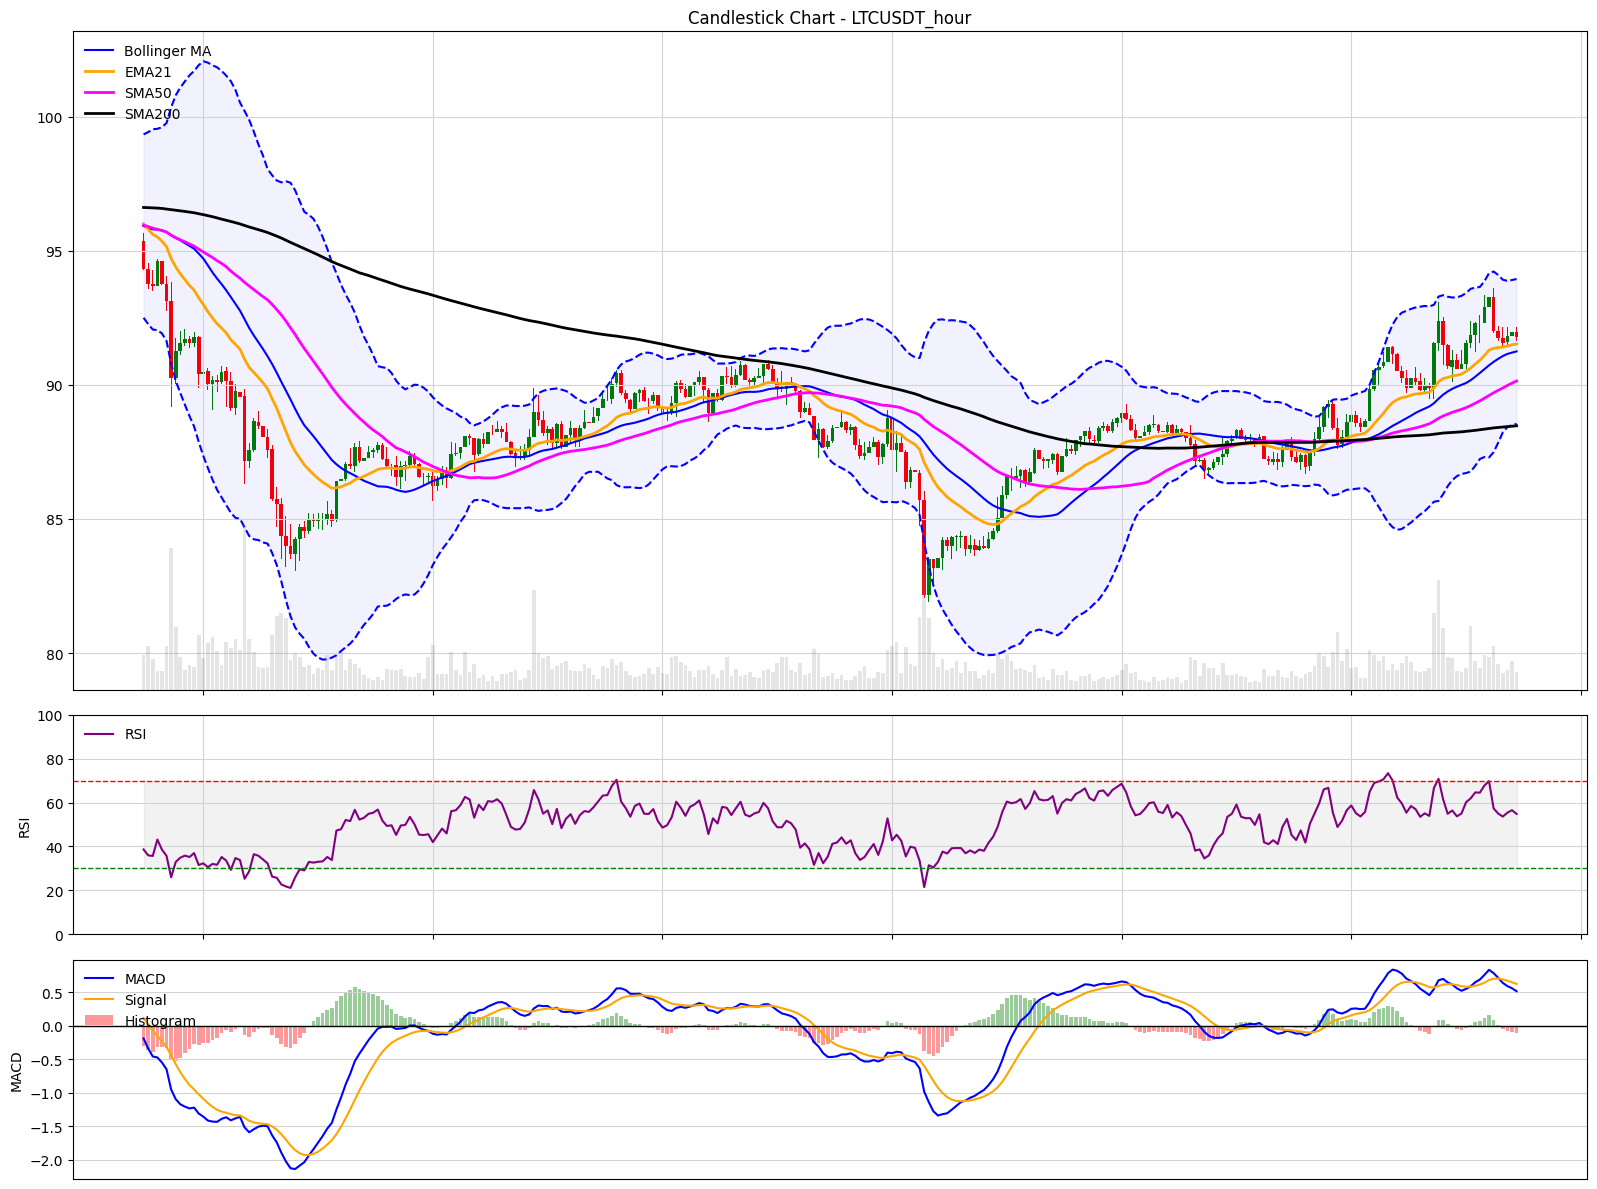 Candlestick Chart - LTCUSDT_hour
Bollinger MA
EMA21
SMA50
SMA200
100
95
90
85
80
RSI
100
80
60
40
20
0
RSI
MACD
Signal
Histogram
0.5
0.0
−0.5
−1.0
−1.5
−2.0
MACD